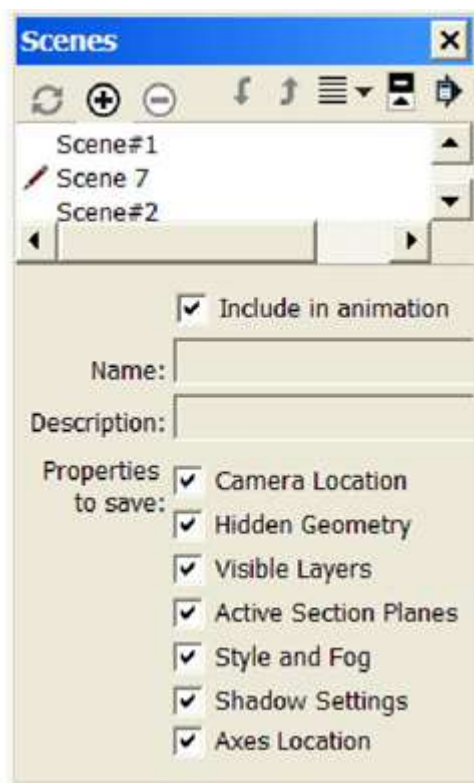 Scenes
Scene#1
Scene 7
Scene#2
Include in animation
Name:
Description:
Properties
to save:
Camera Location
Hidden Geometry
Visible Layers
Active Section Planes
Style and Fog
Shadow Settings
Axes Location